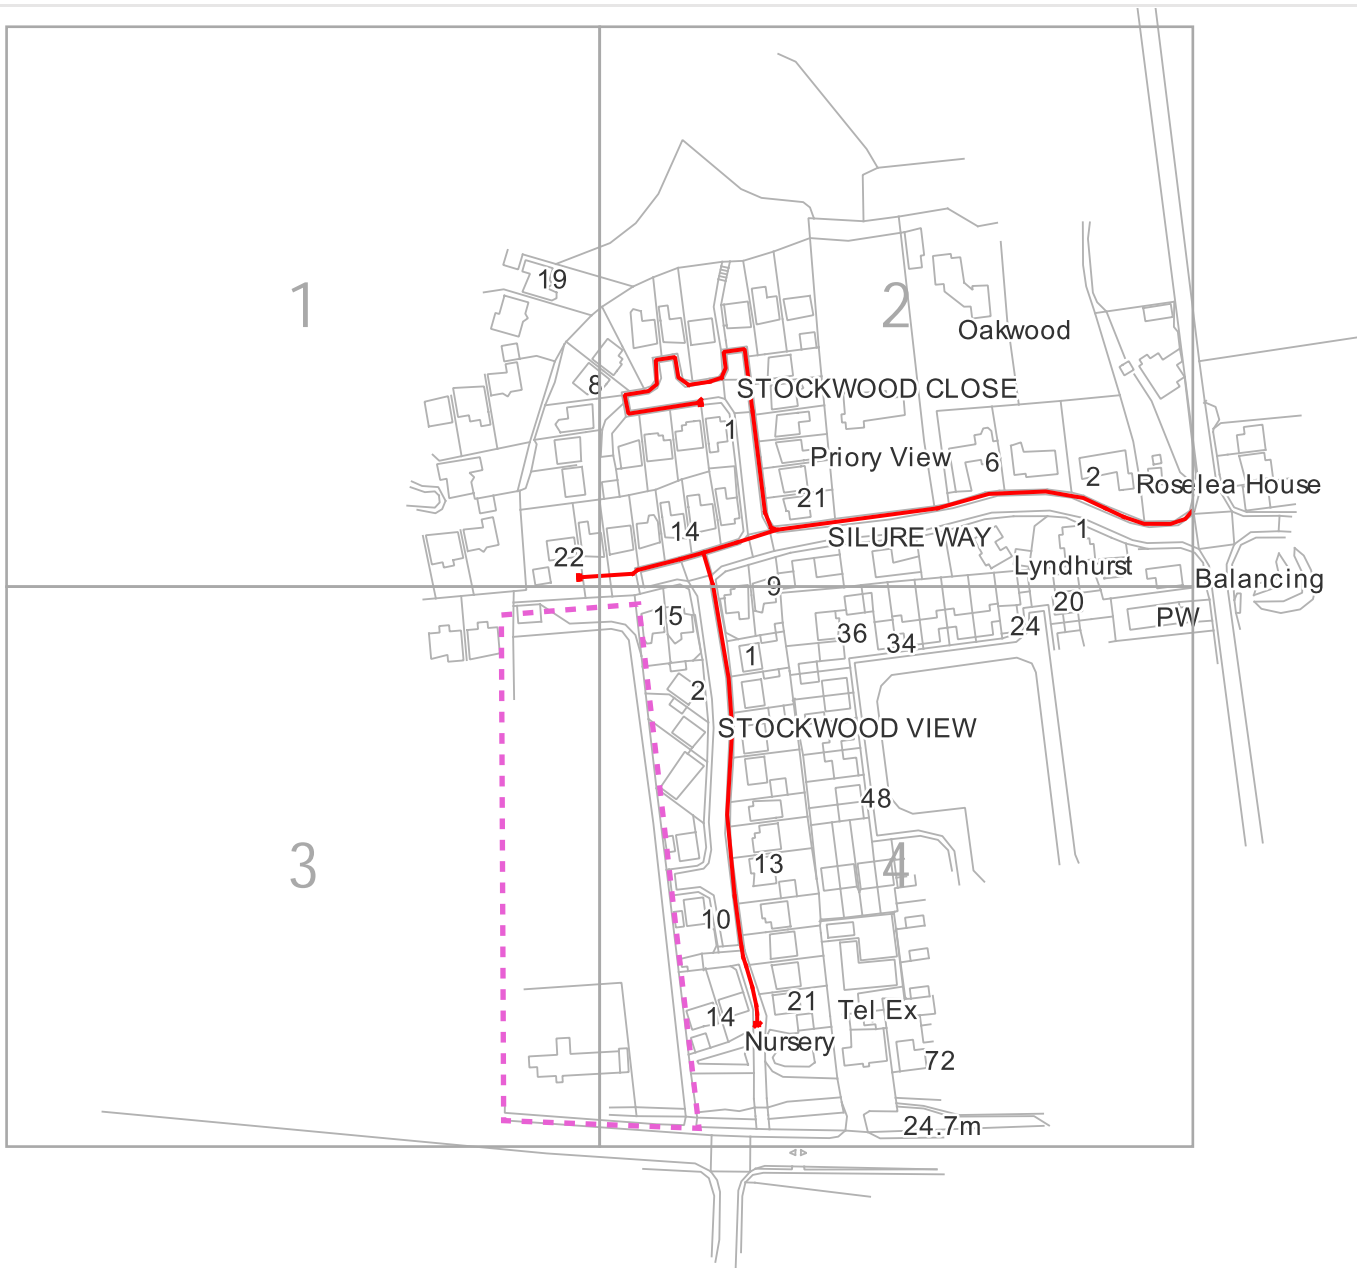 19
1
2
Oakwood
8
STOCKWOOD CLOSE
1
Priory View
6
2
Roselea House
21
14
SILURE WAY
1
22
Lyndhurst
Balancing
9
20
15
PW
24
36
34
1
2
STOCKWOOD VIEW
48
3
13
4
10
21
Tel Ex
14
Nursery
72
24.7m